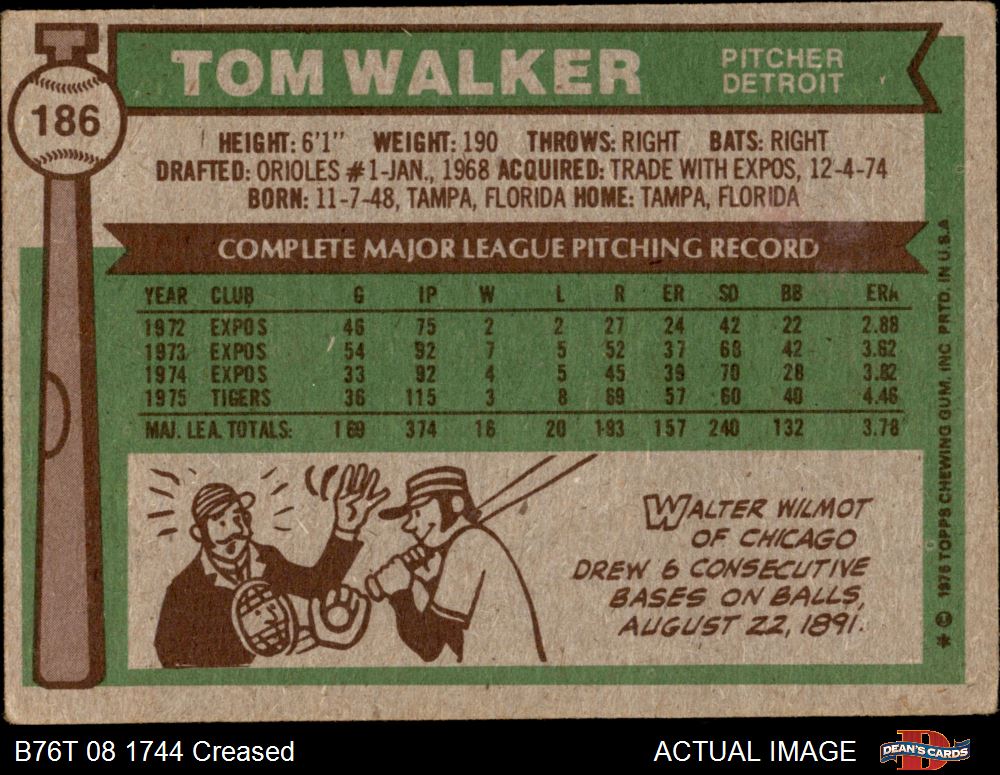 TOM WALKER
PITCHER
DETROIT
186
HEIGHT: 6'1" WEIGHT: 190 THROWS: RIGHT BATS: RIGHT
DRAFTED: ORIOLES #1-JAN., 1968 ACQUIRED: TRADE WITH EXPOS, 12-4-74
BORN: 11-7-48, TAMPA, FLORIDA HOME: TAMPA, FLORIDA
COMPLETE MAJOR LEAGUE PITCHING RECORD
YEAR CLUB G IP W L R ER SO BB ERA
1972 EXPOS 46 75 2 2 27 24 42 22 2.88
1973 EXPOS 54 92 7 5 52 37 68 42 3.62
1974 EXPOS 33 92 4 5 45 39 70 28 3.82
1975 TIGERS 36 115 3 8 69 57 60 40 4.46
MAJ. LEA. TOTALS: 169 374 16 20 193 157 240 132 3.78
WALTER WILMOT
OF CHICAGO
DREW 6 CONSECUTIVE
BASES ON BALLS,
AUGUST 22, 1891.
* © 1976 TOPPS CHEWING GUM, INC PRTD. IN U.S.A
B76T 08 1744 Creased
ACTUAL IMAGE
DEAN'S CARDS